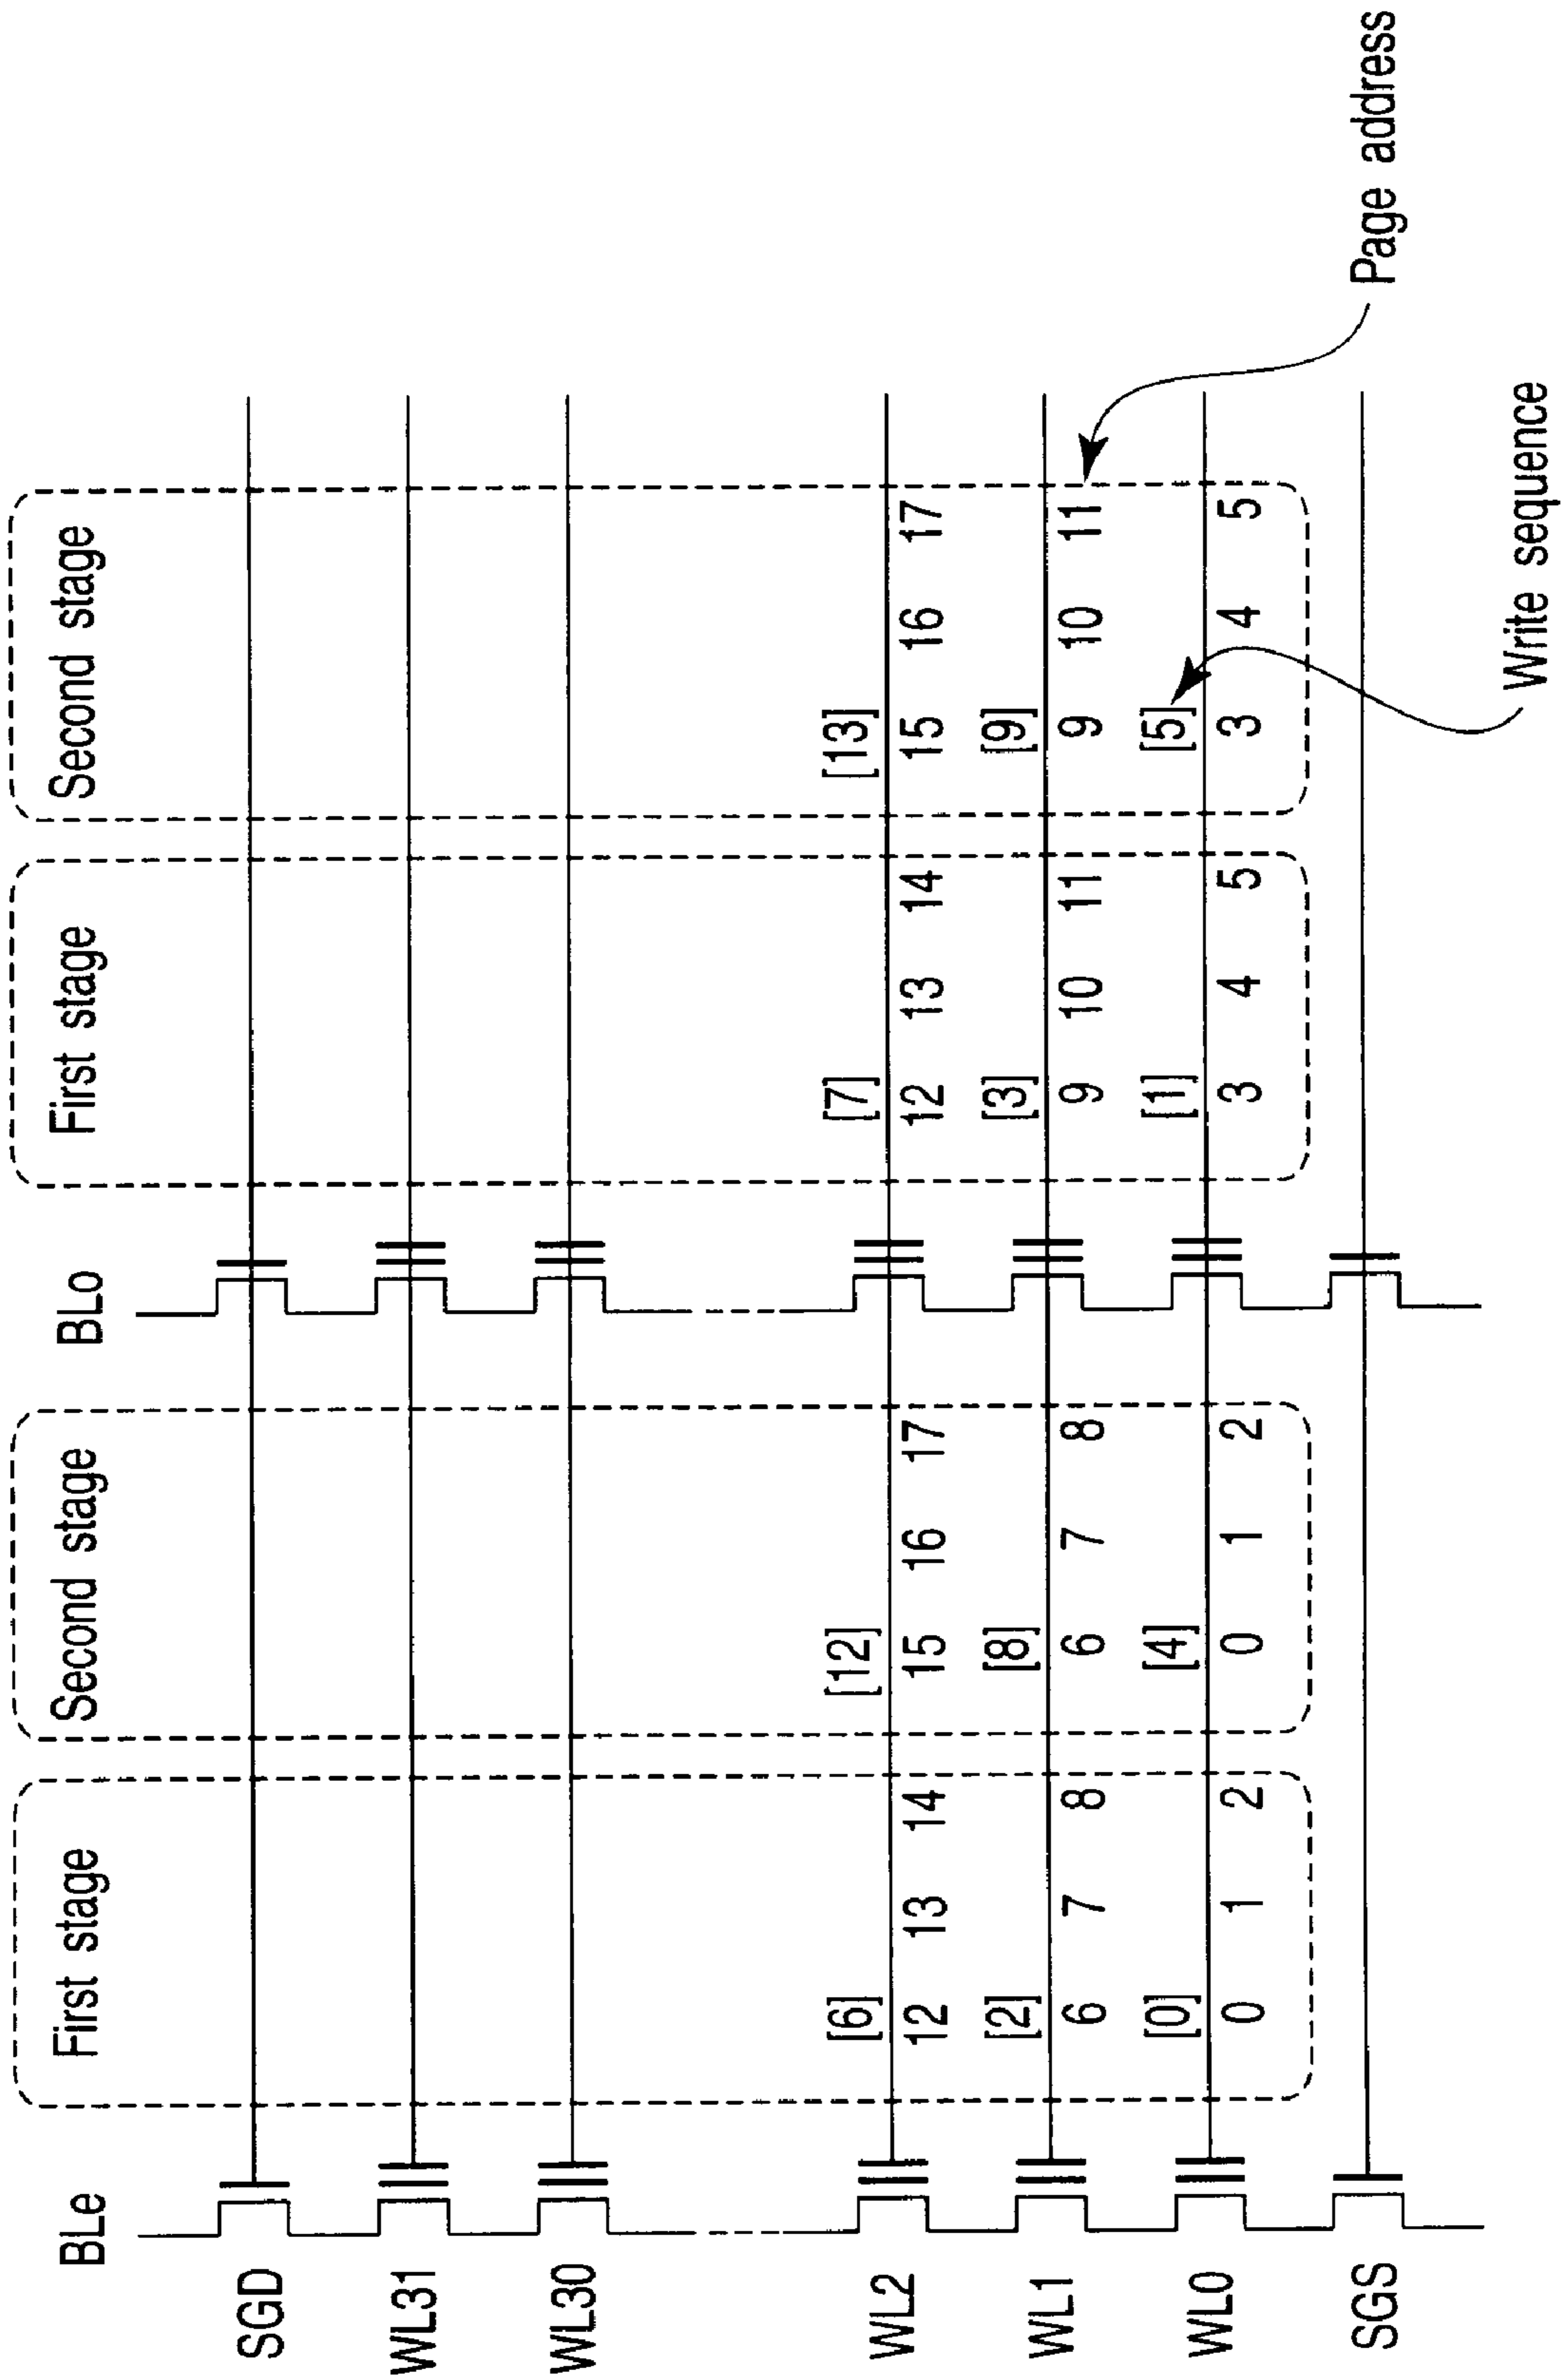 BLe First stage Second stage BLo First stage Second stage
SGD
WL31
WL30
[6] [12] [7] [13]
WL2 12 13 14 15 16 17 12 13 14 15 16 17
[2] [8] [3] [9]
WL1 6 7 8 6 7 8 9 10 11 9 10 11
[0] [4] [1] [5]
WL0 0 1 2 0 1 2 3 4 5 3 4 5
SGS
Page address
Write sequence